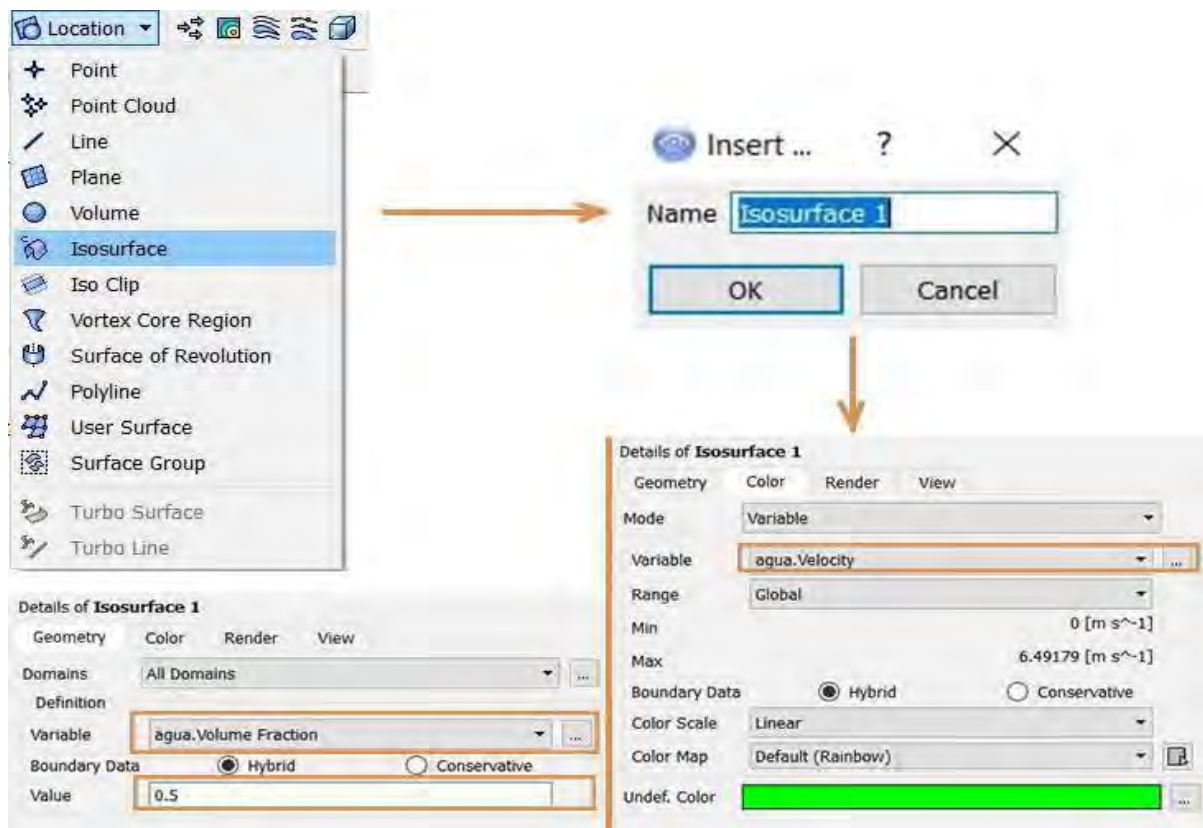 Location
Point
Point Cloud
Line
Plane
Volume
Isosurface
Iso Clip
Vortex Core Region
Surface of Revolution
Polyline
User Surface
Surface Group
Turbo Surface
Turbo Line
Insert ... ?
Name Isosurface 1
OK Cancel
Details of Isosurface 1
Geometry Color Render View
Domains All Domains ...
Definition
Variable agua.Volume Fraction ...
Boundary Data Hybrid Conservative
Value 0.5
Details of Isosurface 1
Geometry Color Render View
Mode Variable
Variable agua.Velocity ...
Range Global
Min 0 [m s^-1]
Max 6.49179 [m s^-1]
Boundary Data Hybrid Conservative
Color Scale Linear
Color Map Default (Rainbow)
Undef. Color ...